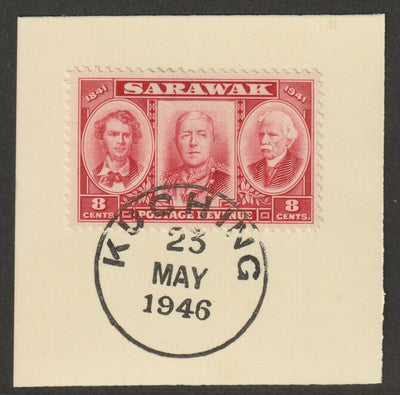 SARAWAK
1841 1941
8 CENTS. POSTAGE REVENUE 8 CENTS.
KUCHING
23
MAY
1946